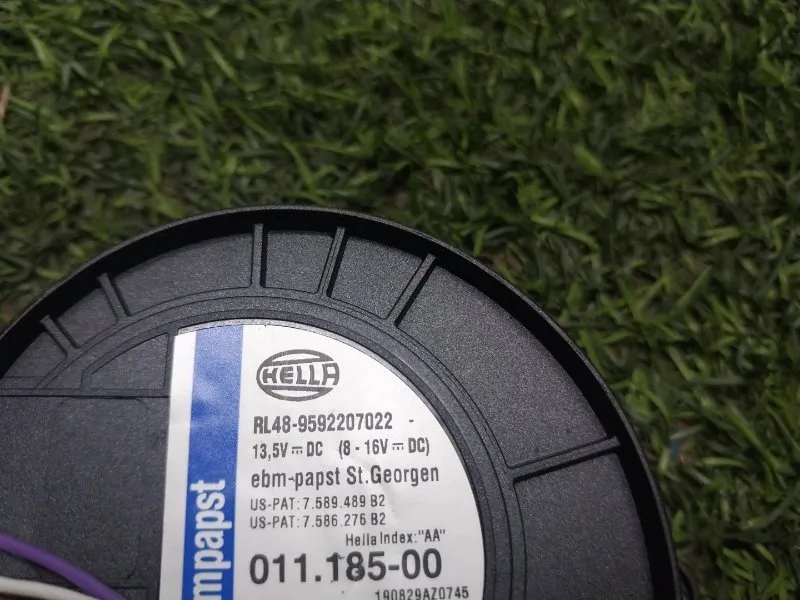 HELLA
RL48-9592207022 -
13,5V⎓DC (8 - 16V⎓DC)
ebm-papst St.Georgen
US-PAT: 7.589.489 B2
US-PAT: 7.586.276 B2
Hella Index: "AA"
011.185-00
190829AZ0745
mpapst